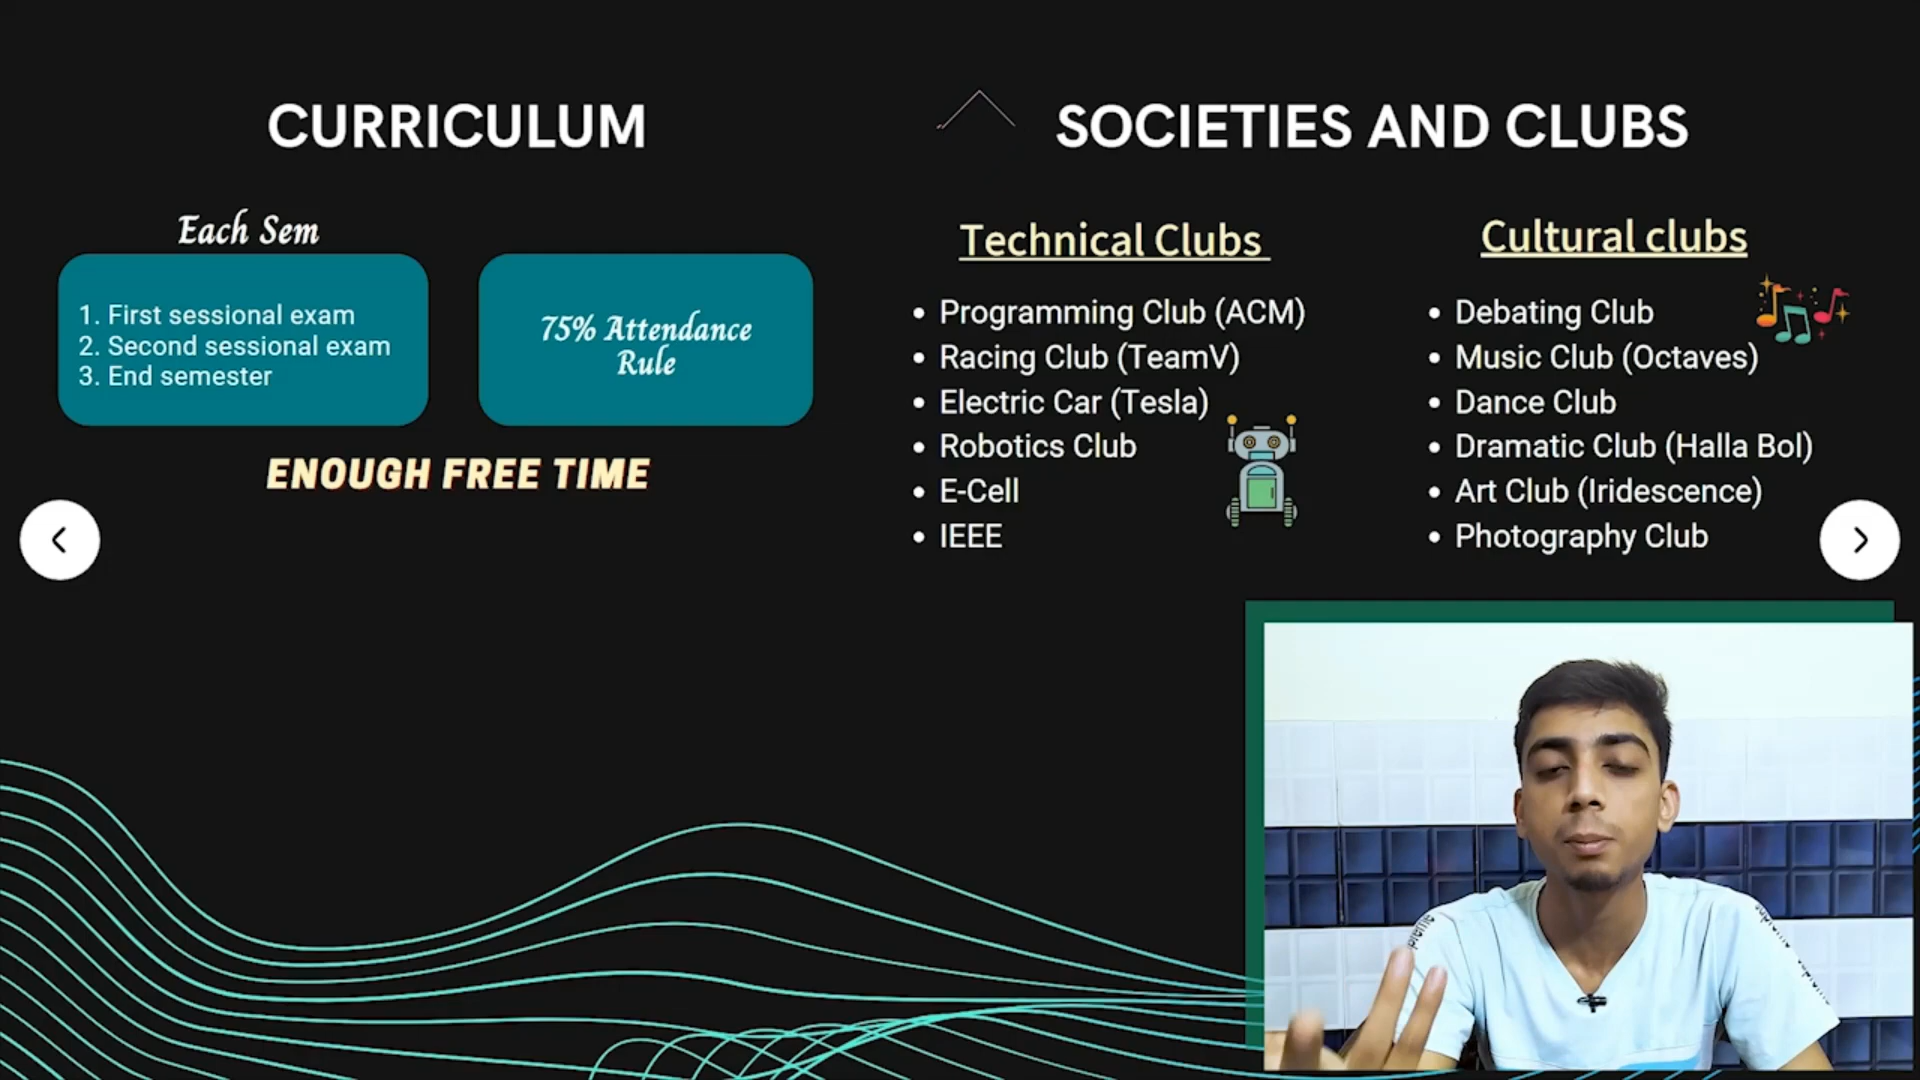 CURRICULUM
Each Sem
1. First sessional exam
2. Second sessional exam
3. End semester
75% Attendance
Rule
ENOUGH FREE TIME
SOCIETIES AND CLUBS
Technical Clubs
• Programming Club (ACM)
• Racing Club (TeamV)
• Electric Car (Tesla)
• Robotics Club
• E-Cell
• IEEE
Cultural clubs
• Debating Club
• Music Club (Octaves)
• Dance Club
• Dramatic Club (Halla Bol)
• Art Club (Iridescence)
• Photography Club